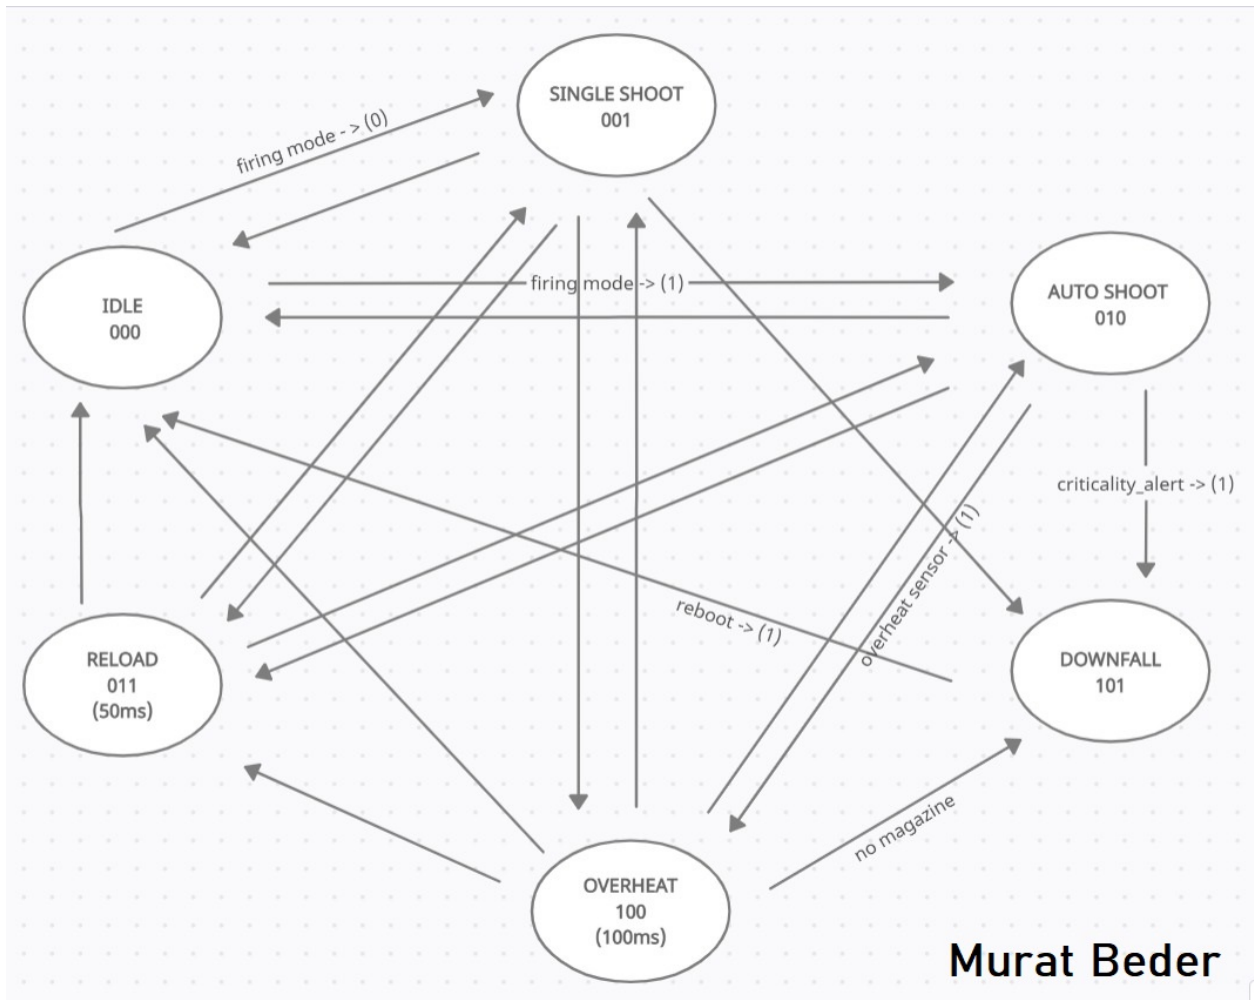 SINGLE SHOOT
001
firing mode -> (0)
IDLE
000
firing mode -> (1)
AUTO SHOOT
010
criticality_alert -> (1)
overheat sensor -> (1)
reboot -> (1)
RELOAD
011
(50ms)
DOWNFALL
101
no magazine
OVERHEAT
100
(100ms)
Murat Beder